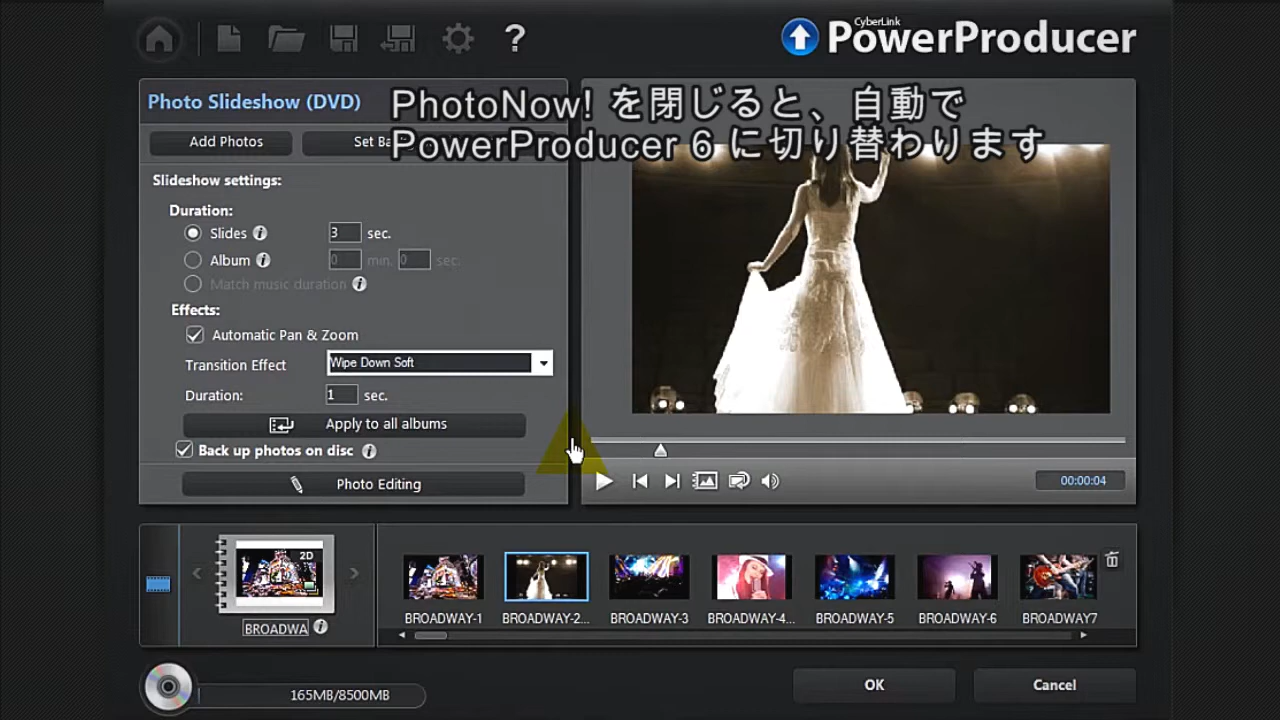 ?
CyberLink
PowerProducer
Photo Slideshow (DVD)
PhotoNow! を閉じると、自動で
PowerProducer 6 に切り替わります
Add Photos
Set Ba
Slideshow settings:
Duration:
Slides 3 sec.
Album 0 min. 0 sec.
Match music duration
Effects:
Automatic Pan & Zoom
Transition Effect Wipe Down Soft
Duration: 1 sec.
Apply to all albums
Back up photos on disc
Photo Editing
00:00:04
2D
BROADWA
BROADWAY-1 BROADWAY-2... BROADWAY-3 BROADWAY-4... BROADWAY-5 BROADWAY-6 BROADWAY7
165MB/8500MB
OK Cancel